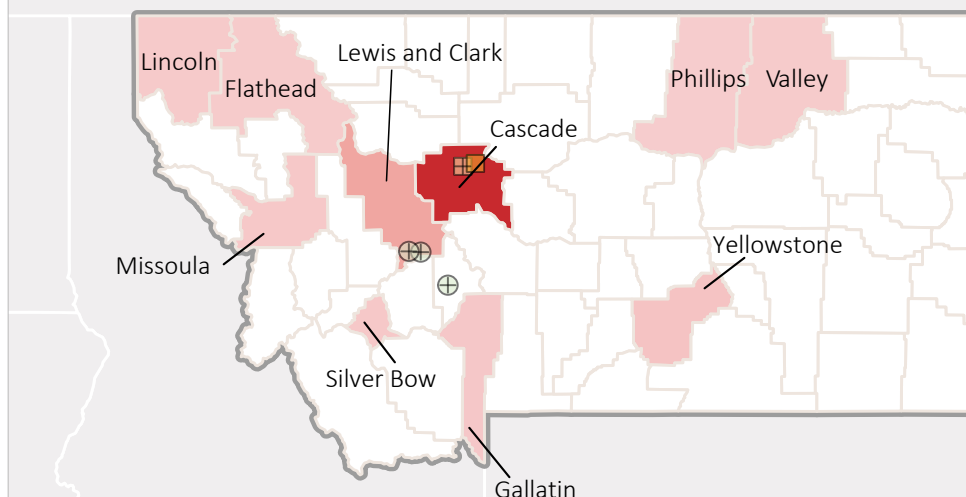 Lewis and Clark
Lincoln
Flathead
Phillips
Valley
Cascade
Yellowstone
Missoula
Silver Bow
Gallatin